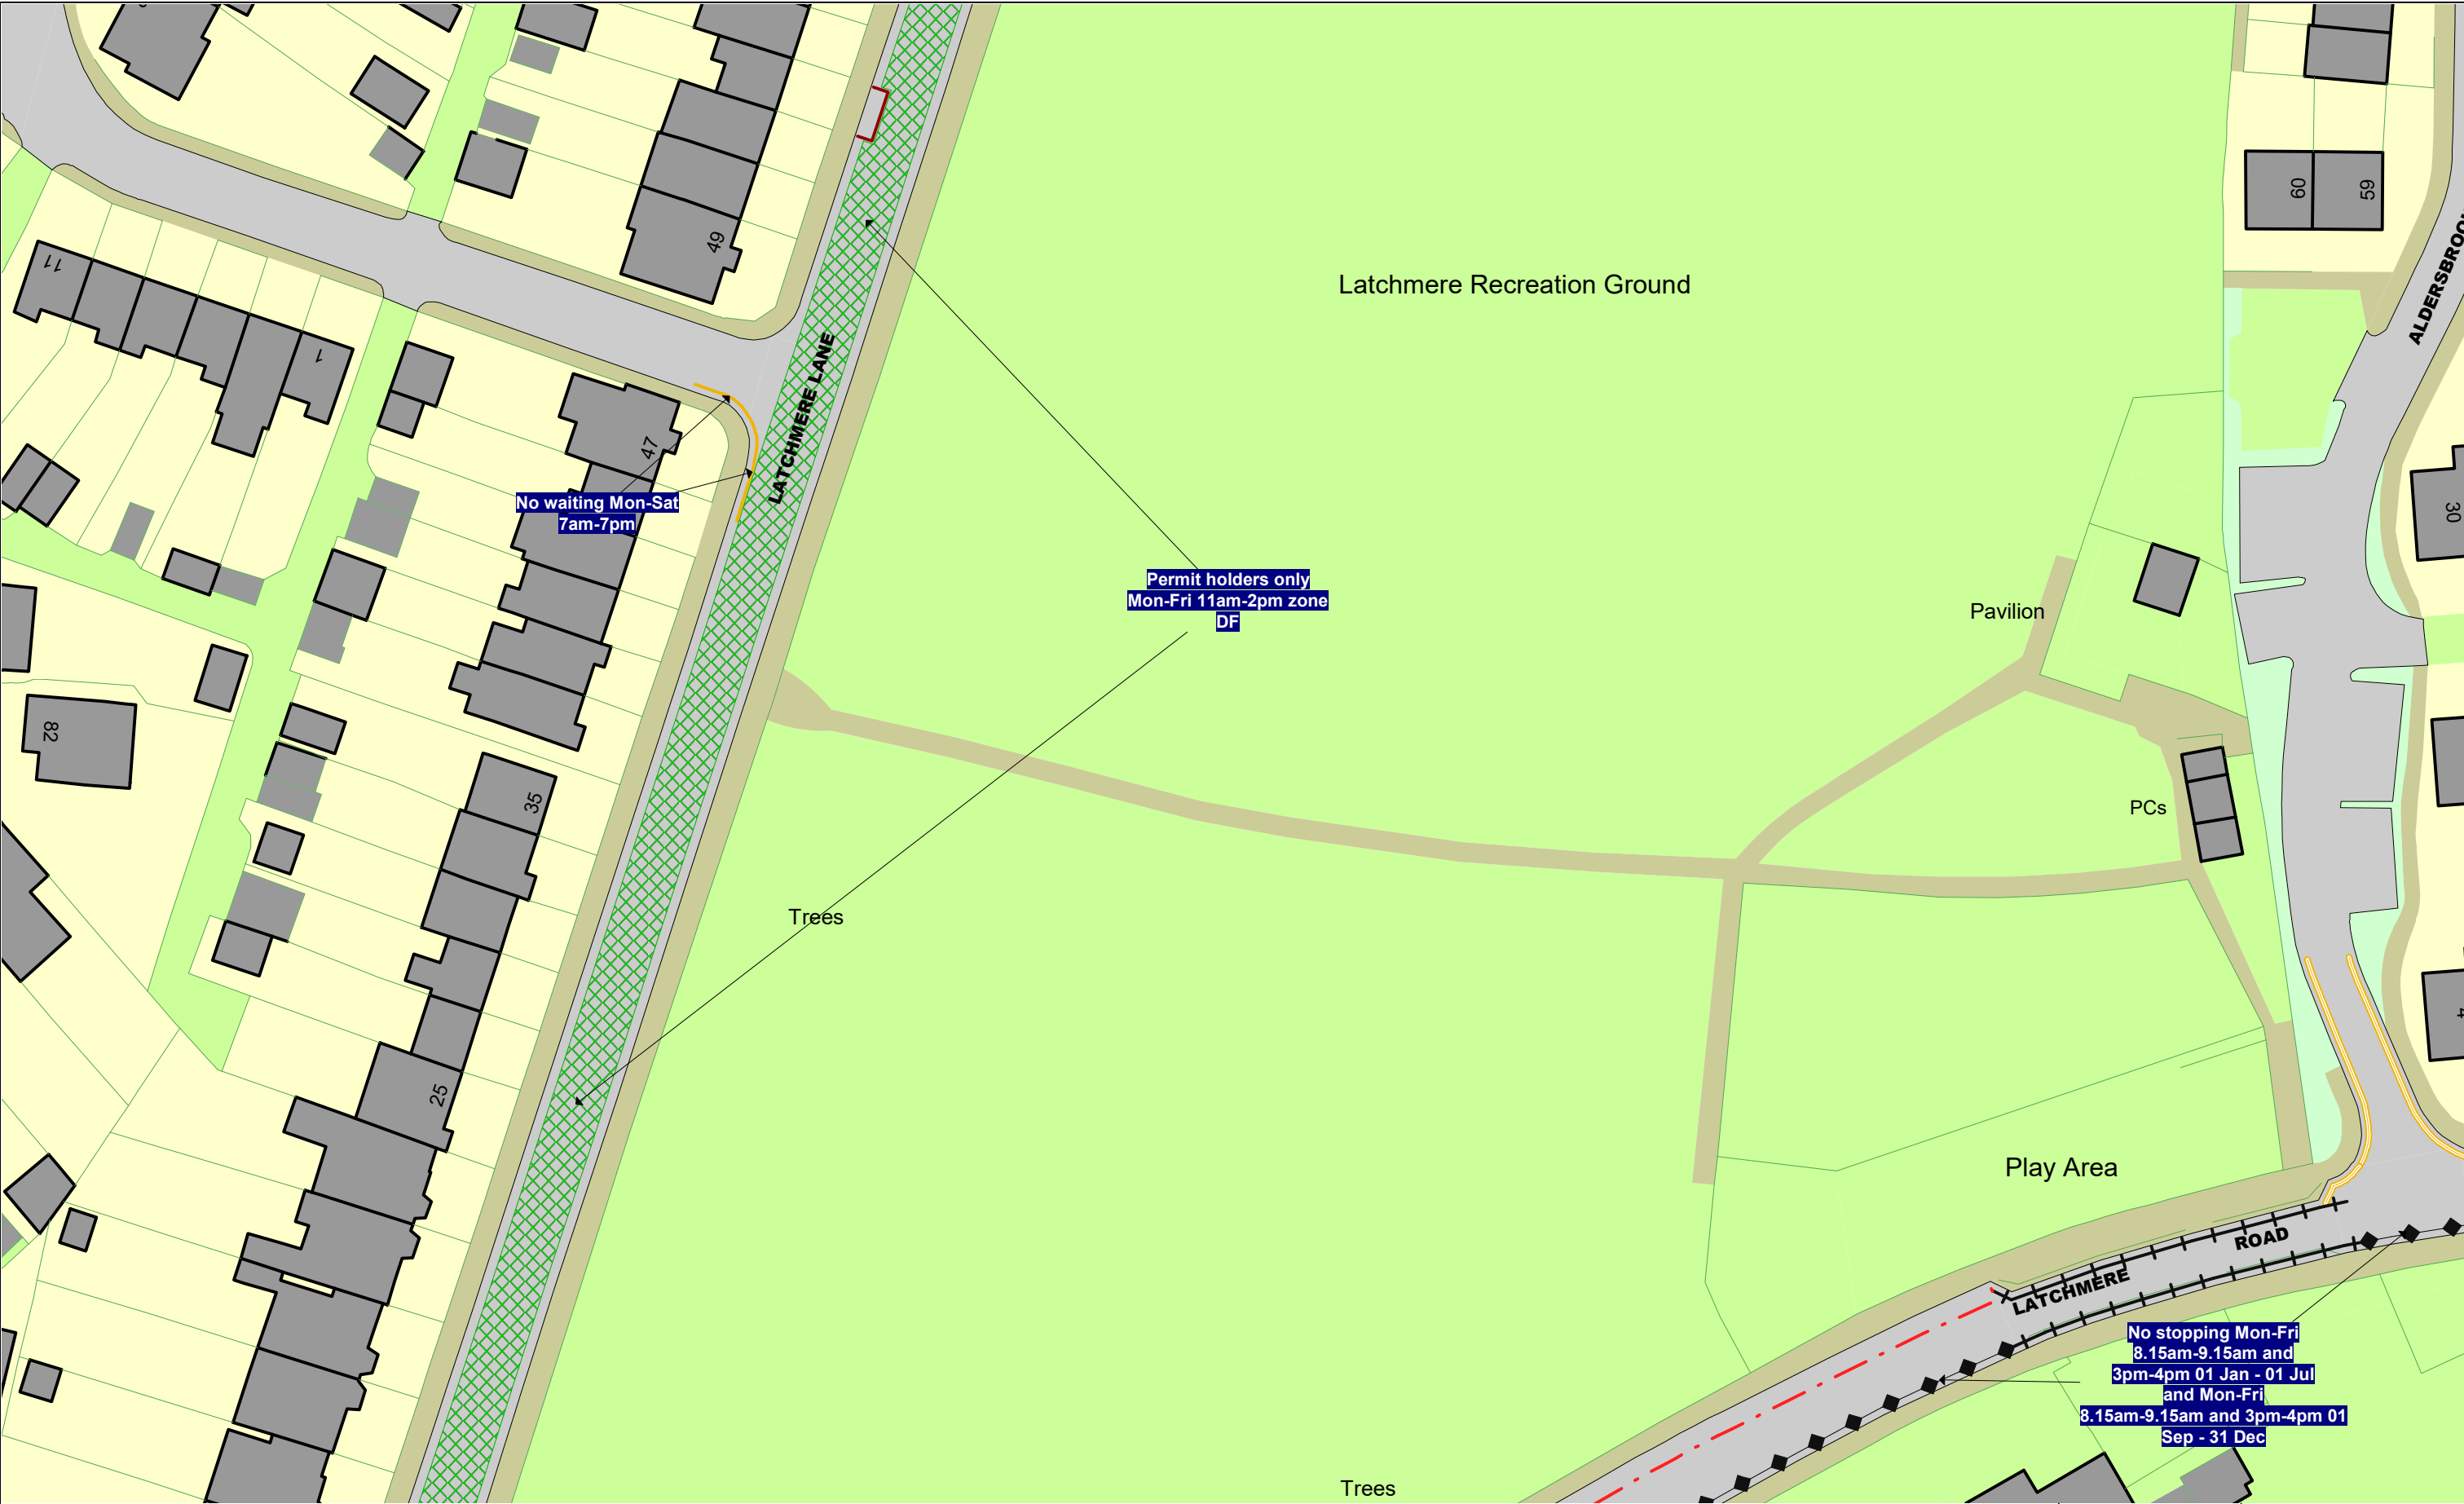 Latchmere Recreation Ground
60
59
ALDERSBROO
49
11
1
47
LATCHMERE LANE
No waiting Mon-Sat
7am-7pm
30
Permit holders only
Mon-Fri 11am-2pm zone
DF
Pavilion
82
35
PCs
Trees
4
25
Play Area
LATCHMERE ROAD
No stopping Mon-Fri
8.15am-9.15am and
3pm-4pm 01 Jan - 01 Jul
and Mon-Fri
8.15am-9.15am and 3pm-4pm 01
Sep - 31 Dec
Trees